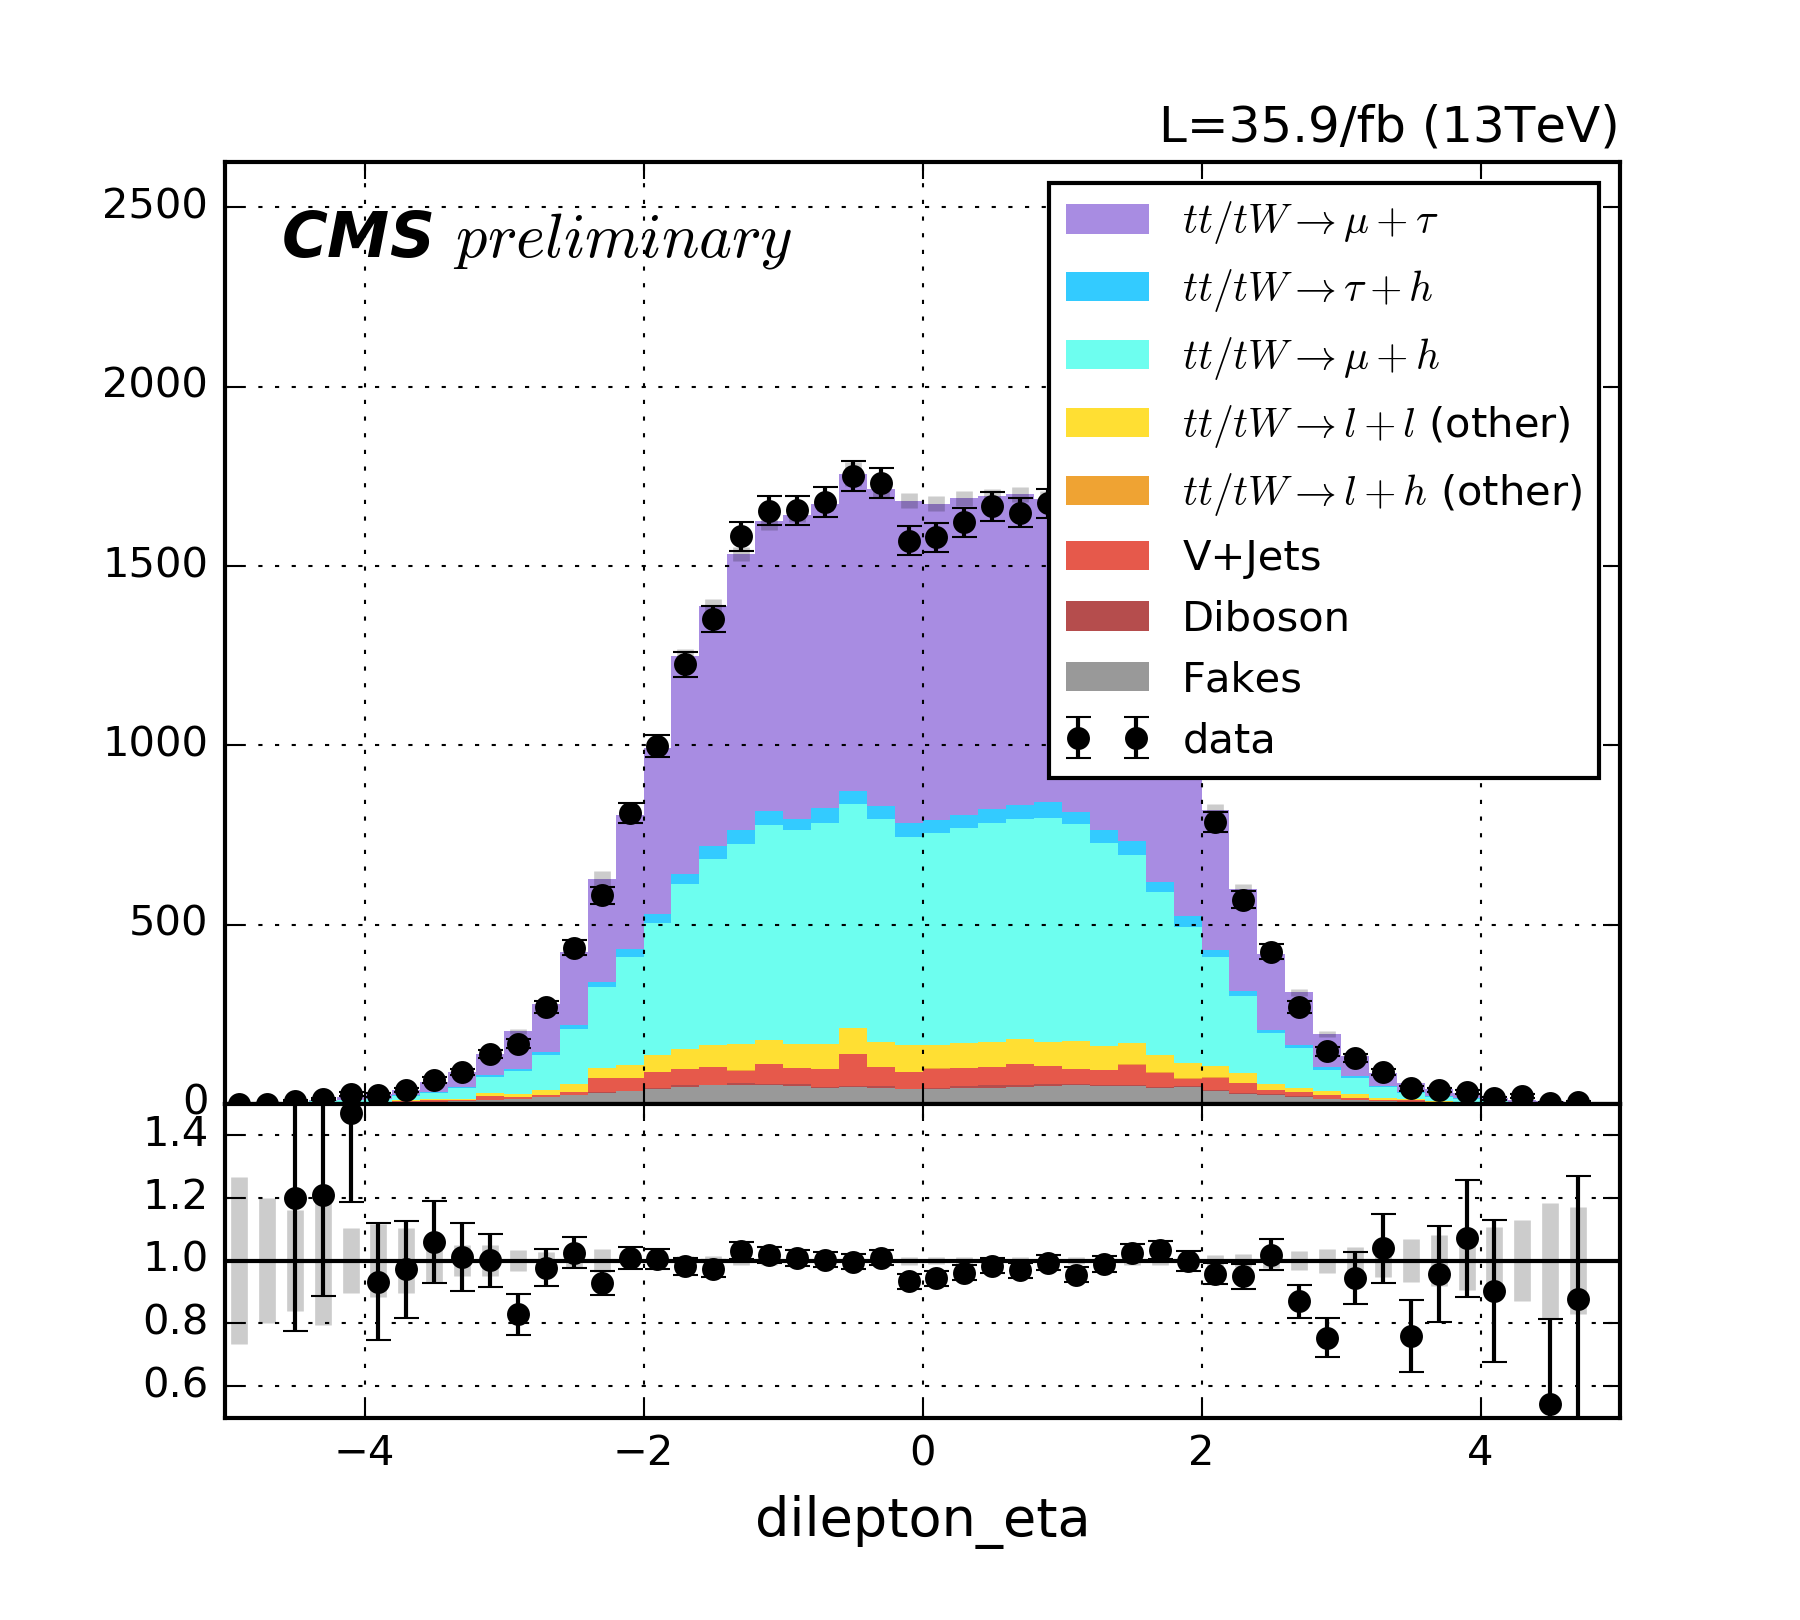 L=35.9/fb (13TeV)
CMS preliminary
tt/tW → μ + τ
tt/tW → τ + h
tt/tW → μ + h
tt/tW → l + l (other)
tt/tW → l + h (other)
V+Jets
Diboson
Fakes
data
2500
2000
1500
1000
500
0
1.4
1.2
1.0
0.8
0.6
−4 −2 0 2 4
dilepton_eta